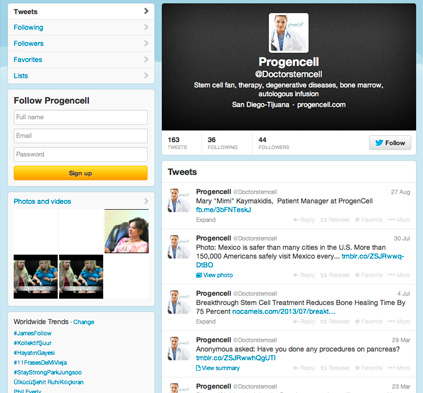 Tweets
Following
Followers
Favorites
Lists
Follow Progencell
Full name
Email
Password
Sign up
Photos and videos
Worldwide Trends · Change
#JamesFollow
#KollektifŞuur
#HayatınGayesi
#11FrasesDeMiVieja
#StayStrongParkJungsoo
ÜlkücüŞehit RuhiKılıçkıran
Phil Everly
Progencell
@Doctorstemcell
Stem cell fan, therapy, degenerative diseases, bone marrow,
autologous infusion
San Diego-Tijuana · progencell.com
163
TWEETS
36
FOLLOWING
44
FOLLOWERS
Follow
Tweets
Progencell @Doctorstemcell 27 Aug
Mary "Mimi" Kaymakidis, Patient Manager at ProgenCell
fb.me/3bFNTeskJ
Expand Reply Retweet Favorite More
Progencell @Doctorstemcell 30 Jul
Photo: Mexico is safer than many cities in the U.S. More than
150,000 Americans safely visit Mexico every... tmblr.co/ZSJRwwq-
DtBO
View photo Reply Retweet Favorite More
Progencell @Doctorstemcell 4 Jul
Breakthrough Stem Cell Treatment Reduces Bone Healing Time By
75 Percent nocamels.com/2013/07/breakt...
Expand Reply Retweet Favorite More
Progencell @Doctorstemcell 28 Mar
Anonymous asked: Have you done any procedures on pancreas?
tmblr.co/ZSJRwwhQgUTl
View summary Reply Retweet Favorite More
Progencell @Doctorstemcell 23 Mar